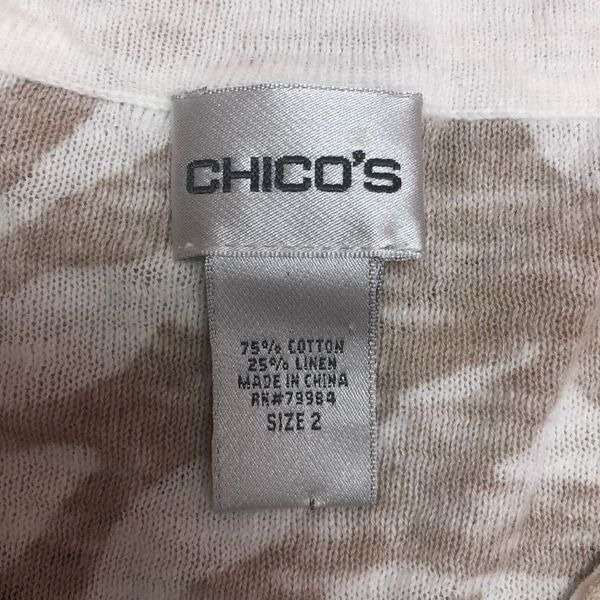 CHICO'S
75% COTTON
25% LINEN
MADE IN CHINA
RN#79984
SIZE 2